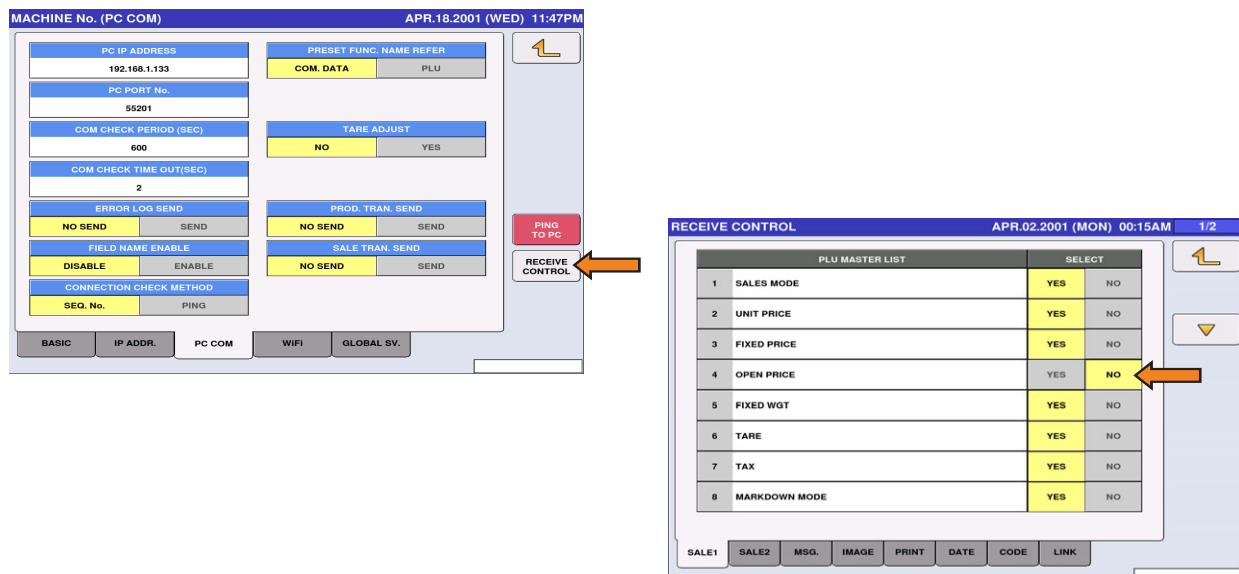 MACHINE No. (PC COM) APR.18.2001 (WED) 11:47PM
PC IP ADDRESS PRESET FUNC. NAME REFER
192.168.1.133 COM. DATA PLU
PC PORT No.
55201
COM CHECK PERIOD (SEC) TARE ADJUST
600 NO YES
COM CHECK TIME OUT(SEC)
2
ERROR LOG SEND PROD. TRAN. SEND
NO SEND SEND NO SEND SEND
PING
TO PC
FIELD NAME ENABLE SALE TRAN. SEND
DISABLE ENABLE NO SEND SEND
RECEIVE
CONTROL
CONNECTION CHECK METHOD
SEQ. No. PING
BASIC IP ADDR. PC COM WiFi GLOBAL SV.
RECEIVE CONTROL APR.02.2001 (MON) 00:15AM 1/2
PLU MASTER LIST SELECT
1 SALES MODE YES NO
2 UNIT PRICE YES NO
3 FIXED PRICE YES NO
4 OPEN PRICE YES NO
5 FIXED WGT YES NO
6 TARE YES NO
7 TAX YES NO
8 MARKDOWN MODE YES NO
SALE1 SALE2 MSG. IMAGE PRINT DATE CODE LINK